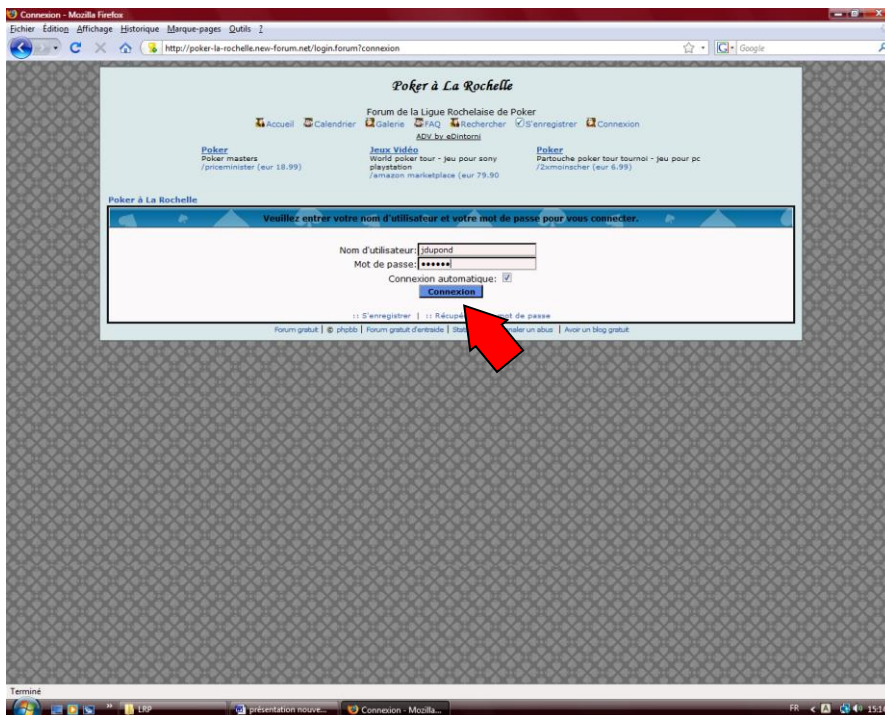 Connexion - Mozilla Firefox
Fichier Édition Affichage Historique Marque-pages Outils ?
http://poker-la-rochelle.new-forum.net/login.forum?connexion
Google
Poker à La Rochelle
Forum de la Ligue Rochelaise de Poker
Accueil Calendrier Galerie FAQ Rechercher S'enregistrer Connexion
ADV by eDintorni
Poker Jeux Vidéo Poker
Poker masters World poker tour - jeu pour sony Partouche poker tour tournoi - jeu pour pc
/priceminister (eur 18.99) playstation /2xmoinscher (eur 6.99)
/amazon marketplace (eur 79.90
Poker à La Rochelle
Veuillez entrer votre nom d'utilisateur et votre mot de passe pour vous connecter.
Nom d'utilisateur: jdupond
Mot de passe: ••••••
Connexion automatique:
Connexion
:: S'enregistrer | :: mot de passe
Forum gratuit | © phpbb | Forum gratuit d'entraide | un abus | Avoir un blog gratuit
Terminé
LRP présentation nouve... Connexion - Mozilla... FR 15:14